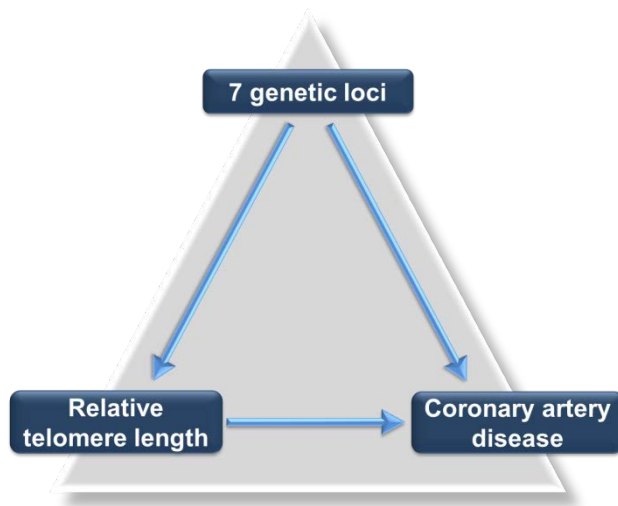 7 genetic loci
Relative
telomere length
Coronary artery
disease